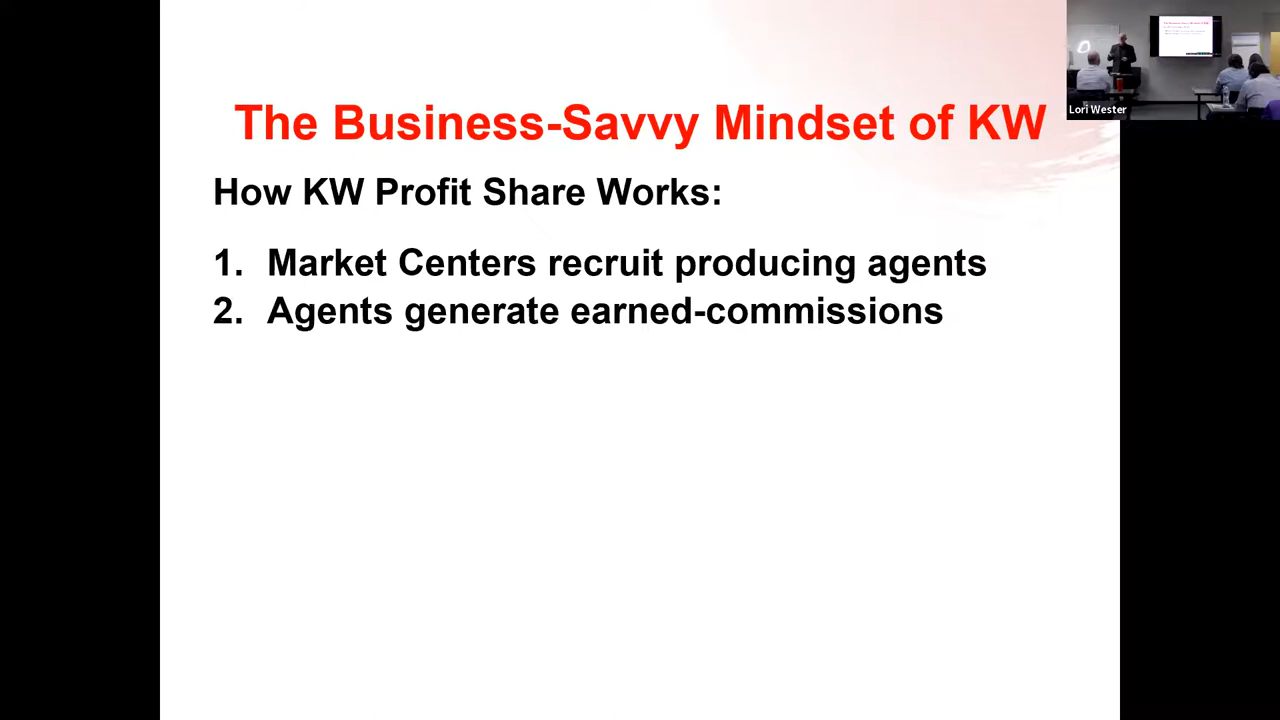 The Business-Savvy Mindset of KW
How KW Profit Share Works:
1. Market Centers recruit producing agents
2. Agents generate earned-commissions
Lori Wester